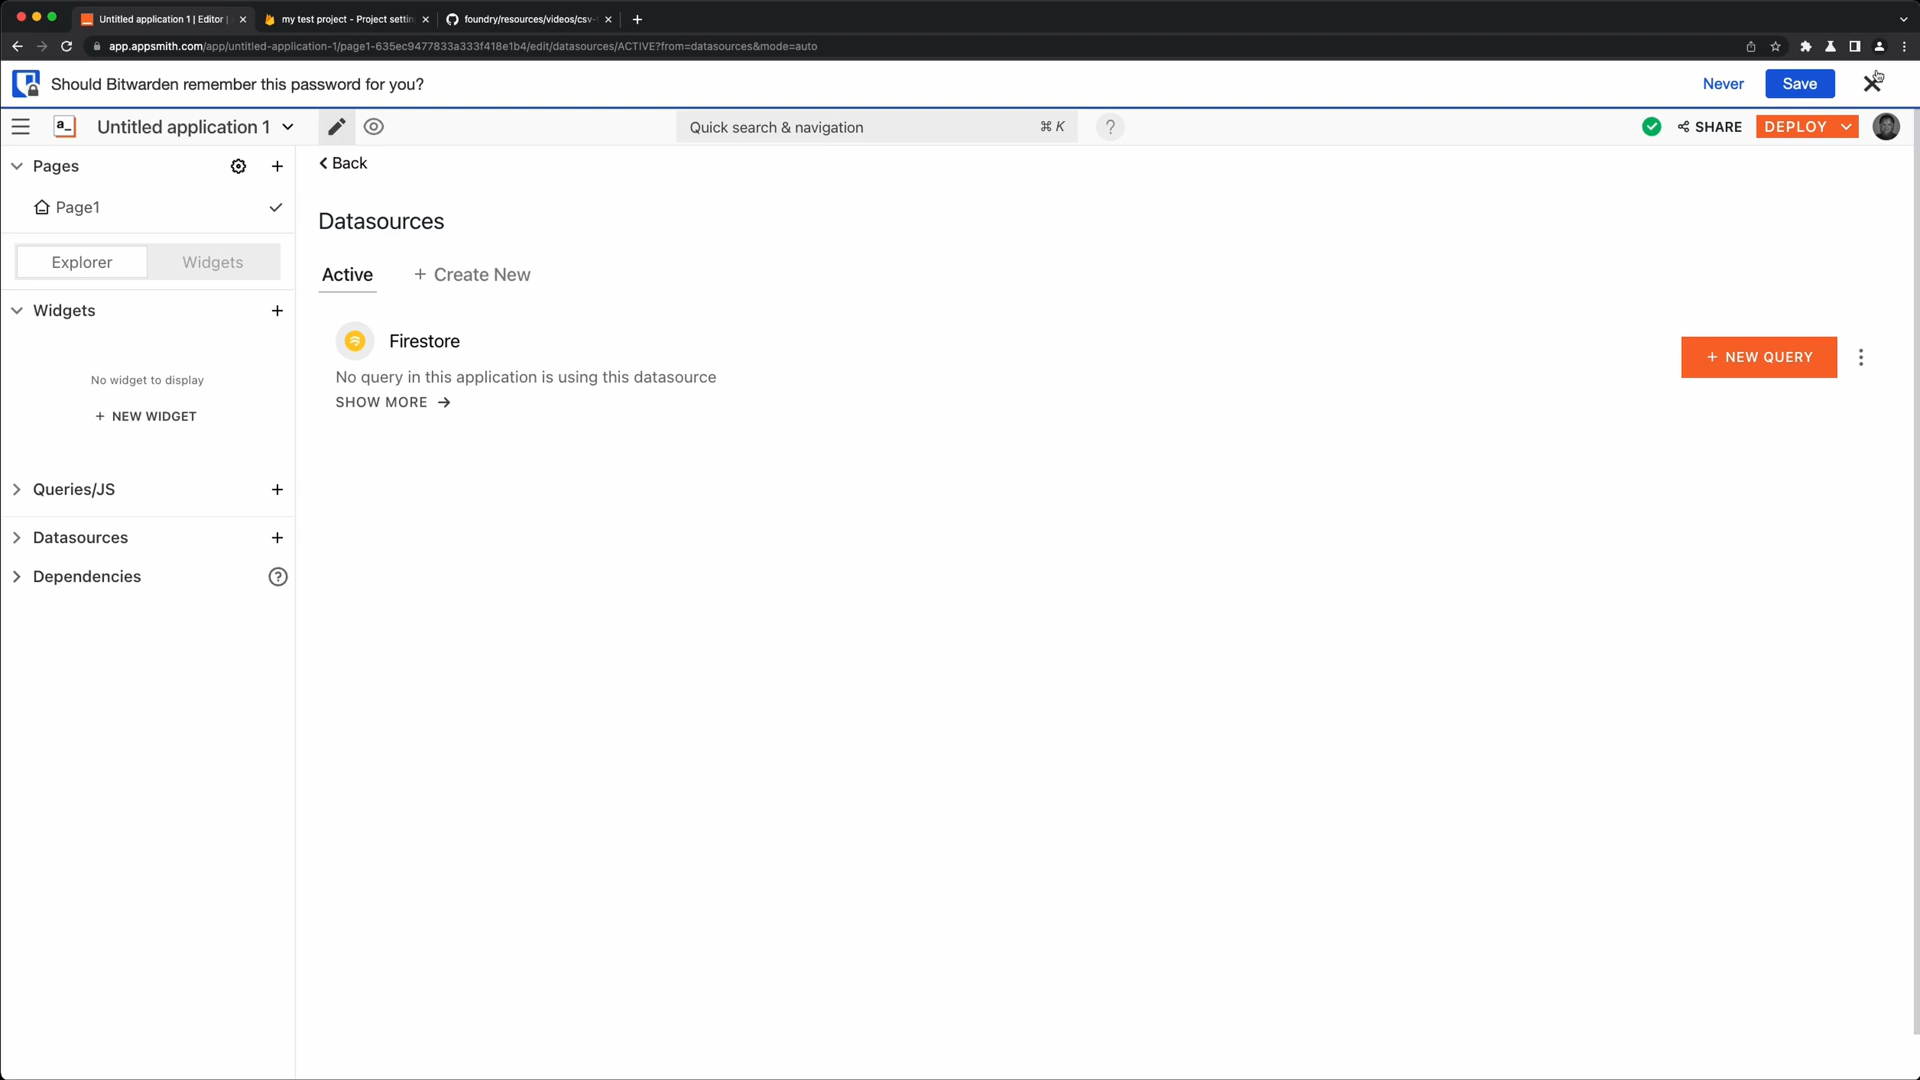 Untitled application 1 | Editor |
my test project - Project settin
foundry/resources/videos/csv-
app.appsmith.com/app/untitled-application-1/page1-635ec9477833a333f418e1b4/edit/datasources/ACTIVE?from=datasources&mode=auto
Should Bitwarden remember this password for you?
Never
Save
a_
Untitled application 1
Quick search & navigation
⌘ K
?
SHARE
DEPLOY
Pages
Page1
Explorer
Widgets
Widgets
No widget to display
+ NEW WIDGET
Queries/JS
Datasources
Dependencies
?
Back
Datasources
Active
+ Create New
Firestore
No query in this application is using this datasource
SHOW MORE →
+ NEW QUERY